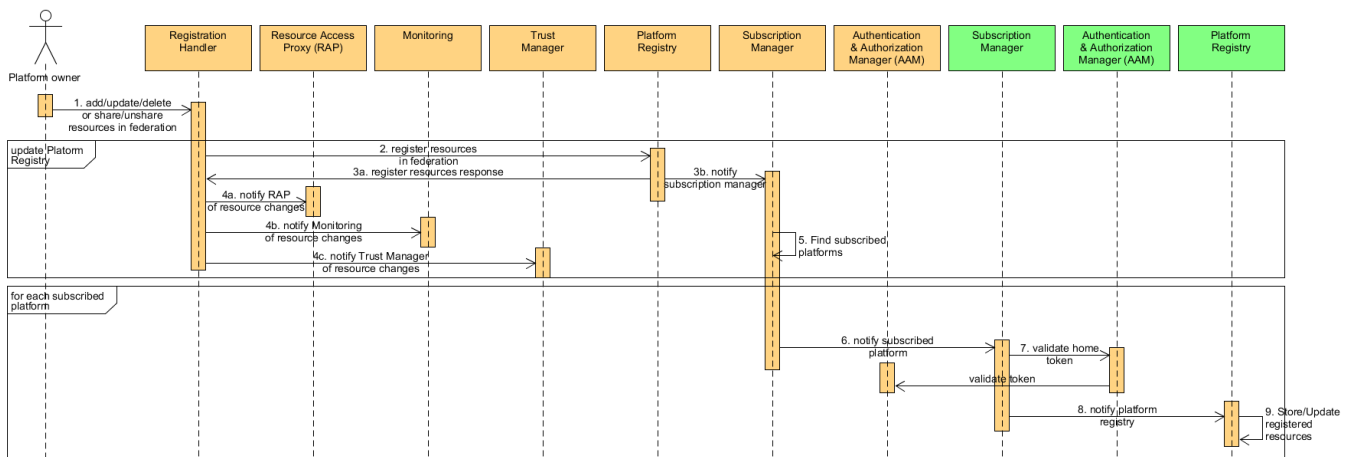 Platform owner
Registration
Handler
Resource Access
Proxy (RAP)
Monitoring
Trust
Manager
Platform
Registry
Subscription
Manager
Authentication
& Authorization
Manager (AAM)
Subscription
Manager
Authentication
& Authorization
Manager (AAM)
Platform
Registry
1. add/update/delete
or share/unshare
resources in federation
update Platorm
Registry
2. register resources
in federation
3a. register resources response
3b. notify
subscription manager
4a. notify RAP
of resource changes
4b. notify Monitoring
of resource changes
4c. notify Trust Manager
of resource changes
5. Find subscribed
platforms
for each subscribed
platform
6. notify subscribed
platform
7. validate home
token
validate token
8. notify platform
registry
9. Store/Update
registered
resources